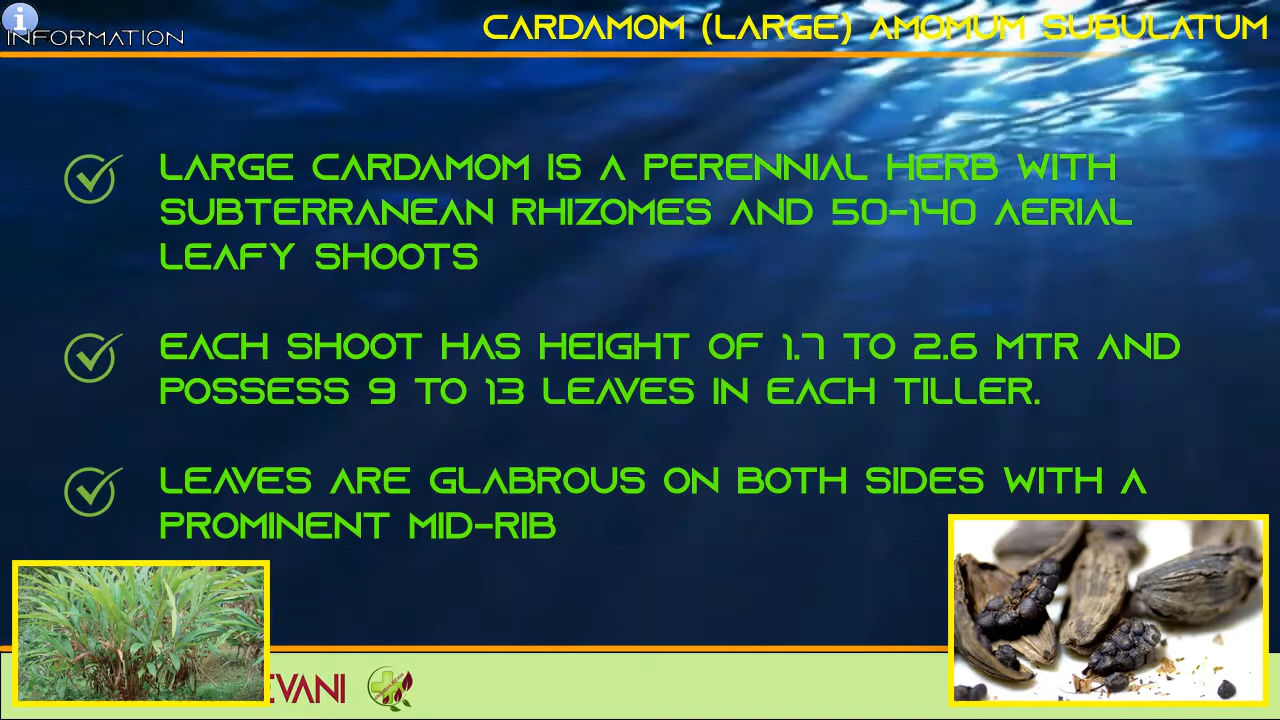 INFORMATION
CARDAMOM (LARGE) AMOMUM SUBULATUM
LARGE CARDAMOM IS A PERENNIAL HERB WITH
SUBTERRANEAN RHIZOMES AND 50-140 AERIAL
LEAFY SHOOTS
EACH SHOOT HAS HEIGHT OF 1.7 TO 2.6 MTR AND
POSSESS 9 TO 13 LEAVES IN EACH TILLER.
LEAVES ARE GLABROUS ON BOTH SIDES WITH A
PROMINENT MID-RIB
EVANI